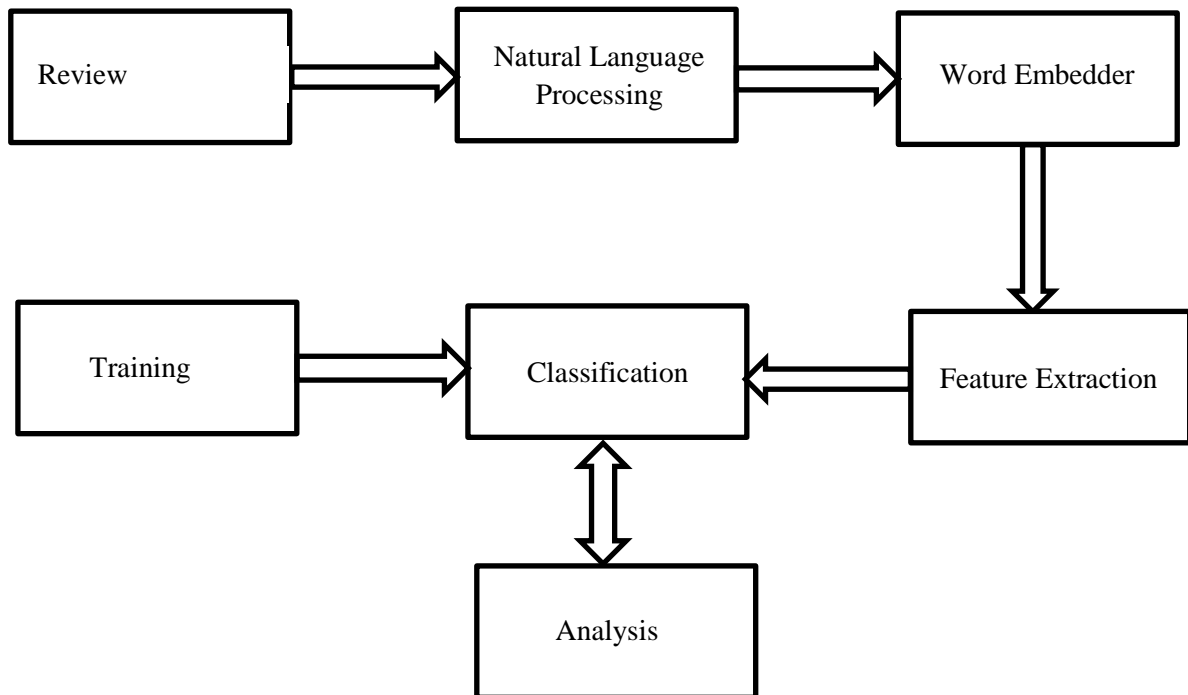 Review
Natural Language
Processing
Word Embedder
Training
Classification
Feature Extraction
Analysis